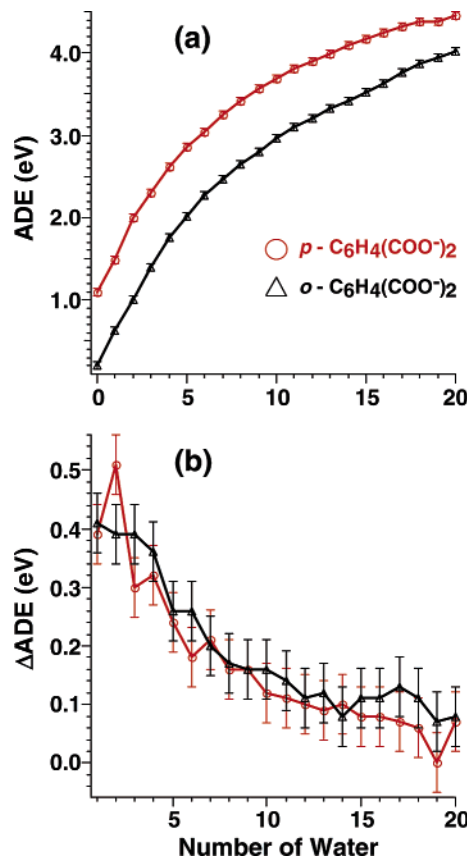 (a)
ADE (eV)
4.0
3.0
2.0
1.0
p - C6H4(COO-)2
o - C6H4(COO-)2
0 5 10 15 20
(b)
ΔADE (eV)
0.5
0.4
0.3
0.2
0.1
0.0
5 10 15 20
Number of Water